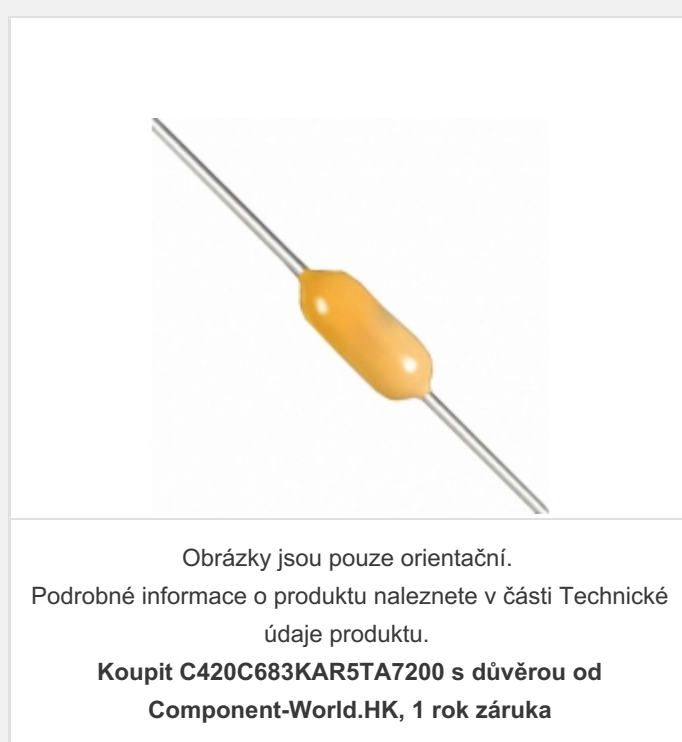 Obrázky jsou pouze orientační.
Podrobné informace o produktu naleznete v části Technické
údaje produktu.
Koupit C420C683KAR5TA7200 s důvěrou od
Component-World.HK, 1 rok záruka